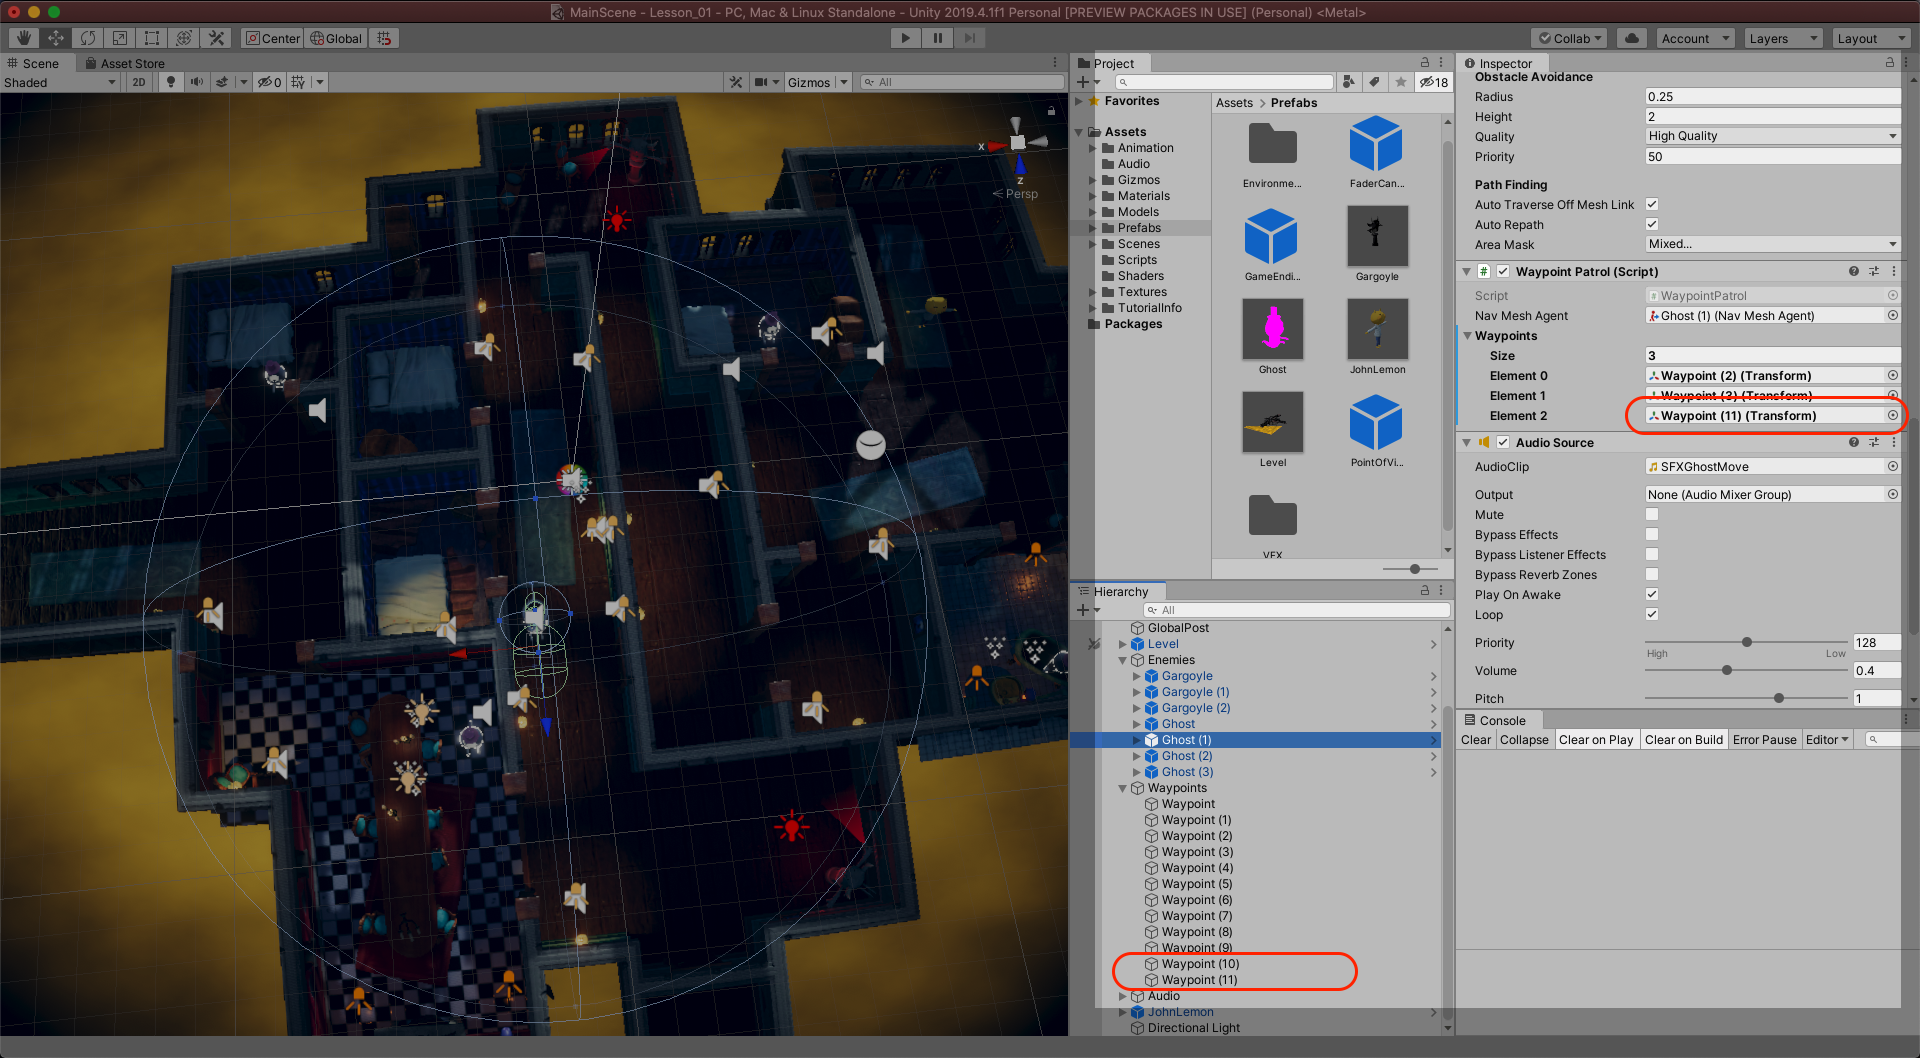 MainScene - Lesson_01 - PC, Mac & Linux Standalone - Unity 2019.4.1f1 Personal [PREVIEW PACKAGES IN USE] (Personal) <Metal>
Center Global Collab Account Layers Layout
Scene Asset Store
Shaded 2D 0 Gizmos All
x
z
Persp
Project
18
Favorites
Assets
Animation
Audio
Gizmos
Materials
Models
Prefabs
Scenes
Scripts
Shaders
Textures
TutorialInfo
Packages
Assets > Prefabs
Environme... FaderCan...
GameEndi... Gargoyle
Ghost JohnLemon
Level PointOfVi...
VFX
Hierarchy
All
GlobalPost
Level
Enemies
Gargoyle
Gargoyle (1)
Gargoyle (2)
Ghost
Ghost (1)
Ghost (2)
Ghost (3)
Waypoints
Waypoint
Waypoint (1)
Waypoint (2)
Waypoint (3)
Waypoint (4)
Waypoint (5)
Waypoint (6)
Waypoint (7)
Waypoint (8)
Waypoint (9)
Waypoint (10)
Waypoint (11)
Audio
JohnLemon
Directional Light
Inspector
Obstacle Avoidance
Radius 0.25
Height 2
Quality High Quality
Priority 50
Path Finding
Auto Traverse Off Mesh Link
Auto Repath
Area Mask Mixed...
# Waypoint Patrol (Script)
Script # WaypointPatrol
Nav Mesh Agent Ghost (1) (Nav Mesh Agent)
Waypoints
Size 3
Element 0 Waypoint (2) (Transform)
Element 1 Waypoint (3) (Transform)
Element 2 Waypoint (11) (Transform)
Audio Source
AudioClip SFXGhostMove
Output None (Audio Mixer Group)
Mute
Bypass Effects
Bypass Listener Effects
Bypass Reverb Zones
Play On Awake
Loop
Priority 128
High Low
Volume 0.4
Pitch 1
Console
Clear Collapse Clear on Play Clear on Build Error Pause Editor